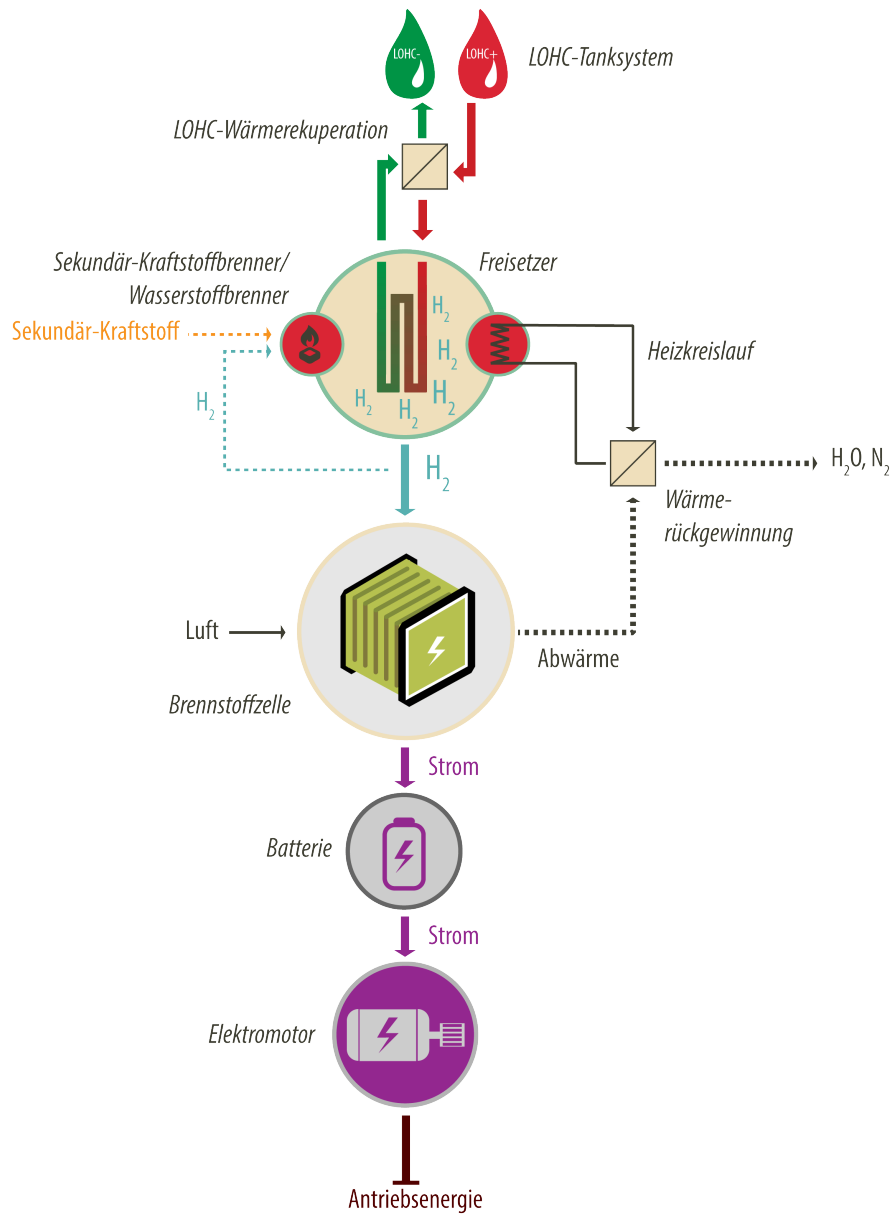 LOHC-
LOHC+
LOHC-Tanksystem
LOHC-Wärmerekuperation
Sekundär-Kraftstoffbrenner/
Wasserstoffbrenner
Freisetzer
Sekundär-Kraftstoff
H₂
H₂
Heizkreislauf
H₂
H₂
H₂
H₂
H₂
H₂O, N₂
Wärme-
rückgewinnung
Luft
Abwärme
Brennstoffzelle
Strom
Batterie
Strom
Elektromotor
Antriebsenergie